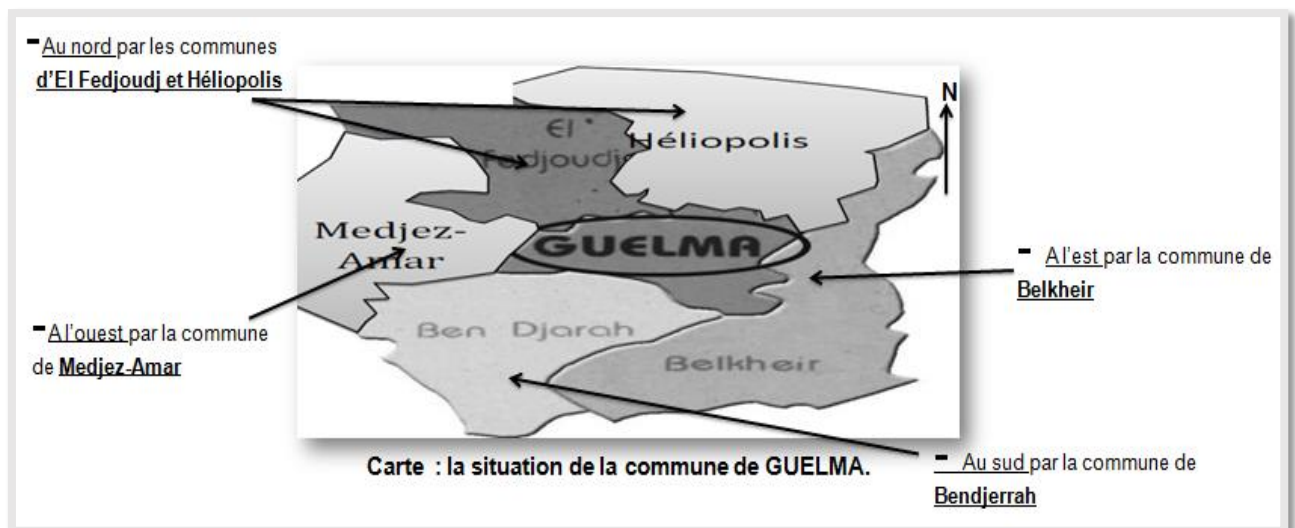 - Au nord par les communes
d'El Fedjoudj et Héliopolis
N
El
Fedjoudj
Héliopolis
Medjez-
Amar
GUELMA
- A l'est par la commune de
Belkheir
- A l'ouest par la commune
de Medjez-Amar
Ben Djarah
Belkheir
Carte : la situation de la commune de GUELMA.
- Au sud par la commune de
Bendjerrah